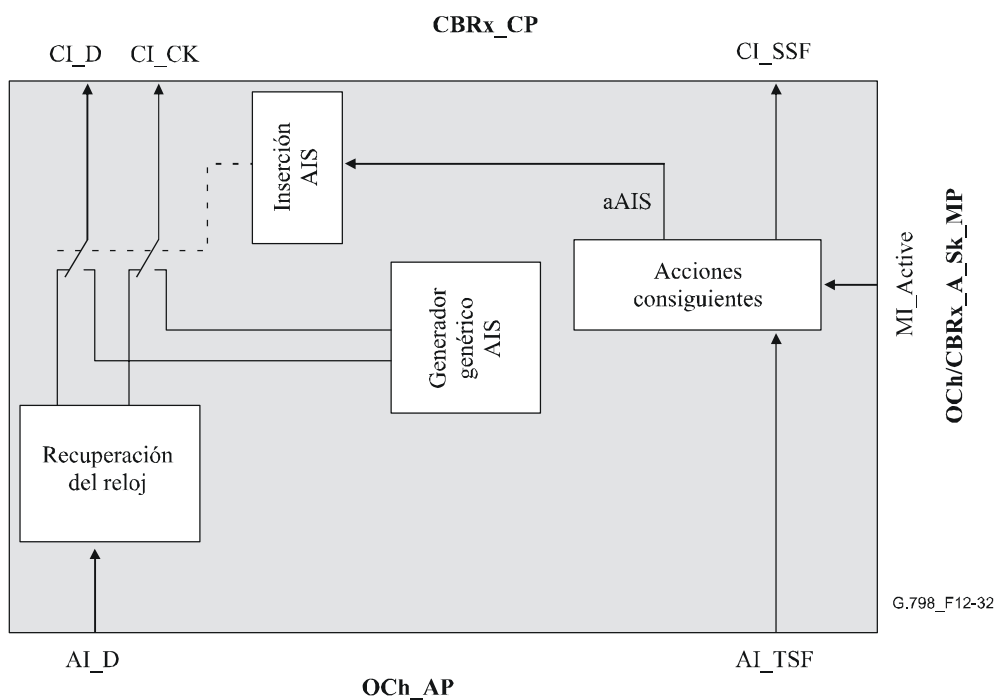 CBRx_CP
CI_D
CI_CK
CI_SSF
Inserción
AIS
aAIS
Acciones
consiguientes
MI_Active
OCh/CBRx_A_Sk_MP
Generador
genérico
AIS
Recuperación
del reloj
G.798_F12-32
AI_D
AI_TSF
OCh_AP